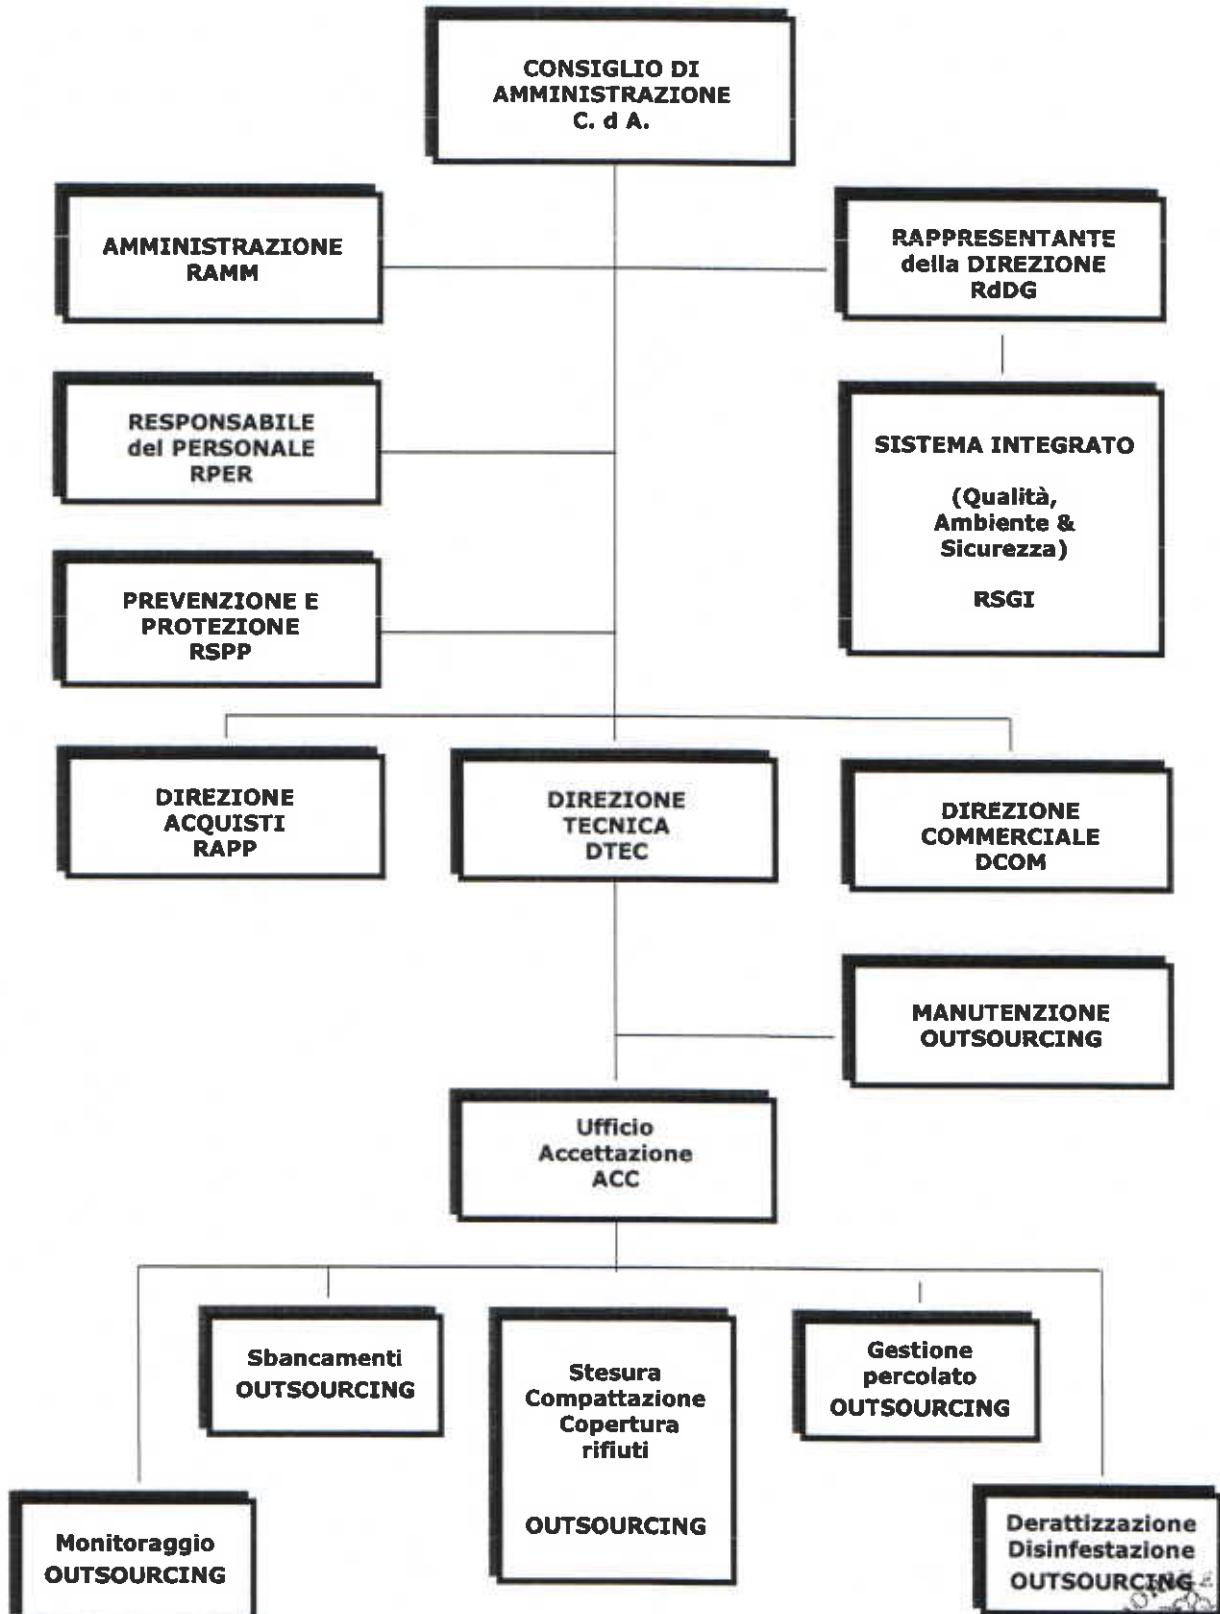 CONSIGLIO DI
AMMINISTRAZIONE
C. d A.
AMMINISTRAZIONE
RAMM
RAPPRESENTANTE
della DIREZIONE
RdDG
RESPONSABILE
del PERSONALE
RPER
SISTEMA INTEGRATO
(Qualità,
Ambiente &
Sicurezza)
RSGI
PREVENZIONE E
PROTEZIONE
RSPP
DIREZIONE
ACQUISTI
RAPP
DIREZIONE
TECNICA
DTEC
DIREZIONE
COMMERCIALE
DCOM
MANUTENZIONE
OUTSOURCING
Ufficio
Accettazione
ACC
Sbancamenti
OUTSOURCING
Stesura
Compattazione
Copertura
rifiuti
OUTSOURCING
Gestione
percolato
OUTSOURCING
Monitoraggio
OUTSOURCING
Derattizzazione
Disinfestazione
OUTSOURCING